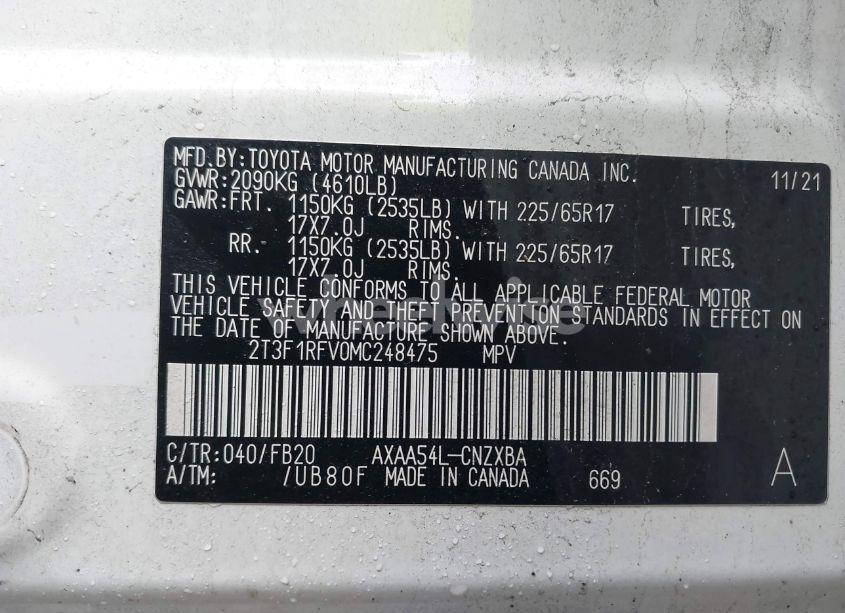 MFD.BY:TOYOTA MOTOR MANUFACTURING CANADA INC. 11/21
GVWR:2090KG (4610LB)
GAWR:FRT. 1150KG (2535LB) WITH 225/65R17 TIRES,
17X7.0J RIMS.
RR. 1150KG (2535LB) WITH 225/65R17 TIRES,
17X7.0J RIMS.
THIS VEHICLE CONFORMS TO ALL APPLICABLE FEDERAL MOTOR
VEHICLE SAFETY AND THEFT PREVENTION STANDARDS IN EFFECT ON
THE DATE OF MANUFACTURE SHOWN ABOVE.
2T3F1RFV0MC248475 MPV
C/TR:040/FB20 AXAA54L-CNZXBA
A/TM: /UB80F MADE IN CANADA 669 A